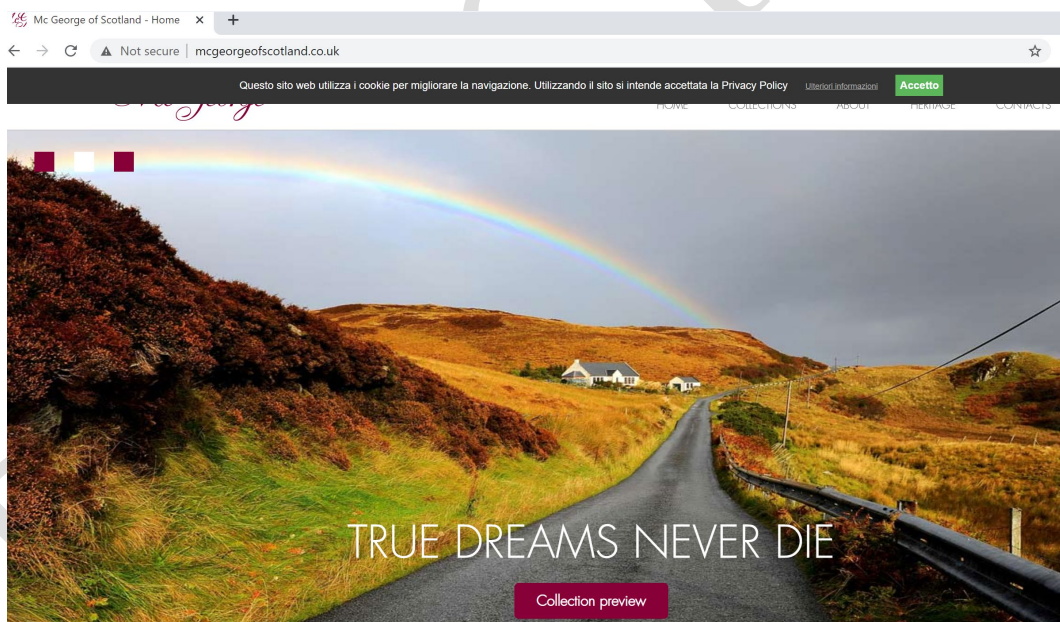 Mc George of Scotland - Home
Not secure | mcgeorgeofscotland.co.uk
Questo sito web utilizza i cookie per migliorare la navigazione. Utilizzando il sito si intende accettata la Privacy Policy Ulteriori informazioni Accetto
Mc George HOME COLLECTIONS ABOUT HERITAGE CONTACTS
TRUE DREAMS NEVER DIE
Collection preview